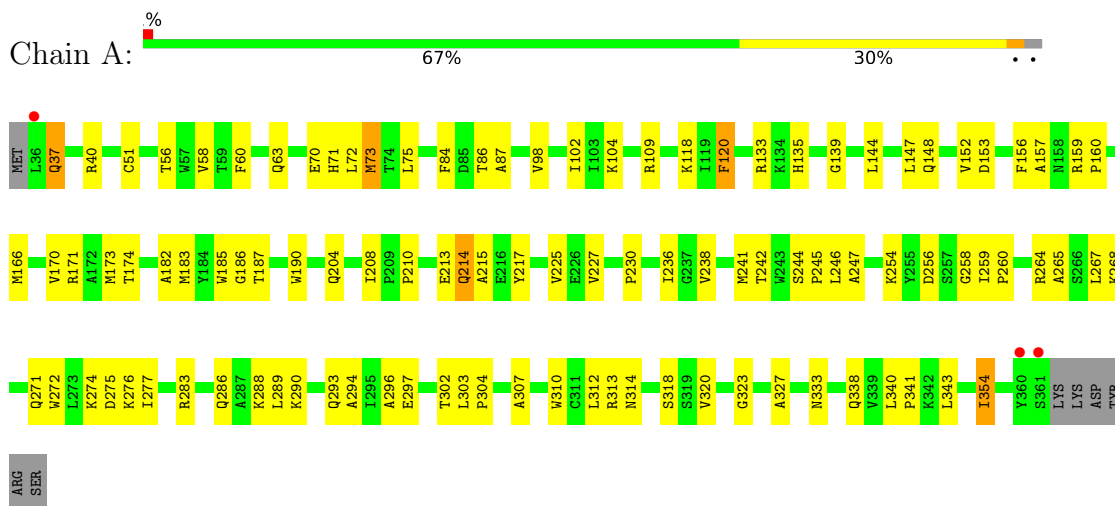 .%
Chain A: 67% 30% . .
MET L36 Q37 R40 C51 T56 W57 V58 T59 F60 Q63 E70 H71 L72 M73 T74 L75 F84 D85 T86 A87 V98 I102 I103 K104 R109 K118 I119 F120 R133 K134 H135 G139 L144 L147 Q148 V152 D153 F156 A157 N158 R159 P160
M166 V170 R171 A172 M173 T174 A182 M183 Y184 W185 G186 T187 W190 Q204 I208 P209 P210 E213 Q214 A215 E216 Y217 V225 E226 V227 P230 I236 G237 V238 M241 T242 W243 S244 P245 L246 A247 K254 Y255 D256 S257 G258 I259 P260 R264 A265 S266 L267 K268
Q271 W272 L273 K274 D275 K276 I277 R283 Q286 A287 K288 L289 K290 Q293 A294 I295 A296 E297 T302 L303 P304 A307 W310 C311 L312 R313 N314 S318 S319 V320 G323 A327 N333 Q338 V339 L340 P341 K342 L343 I354 Y360 S361 LYS LYS ASP TYR
ARG SER